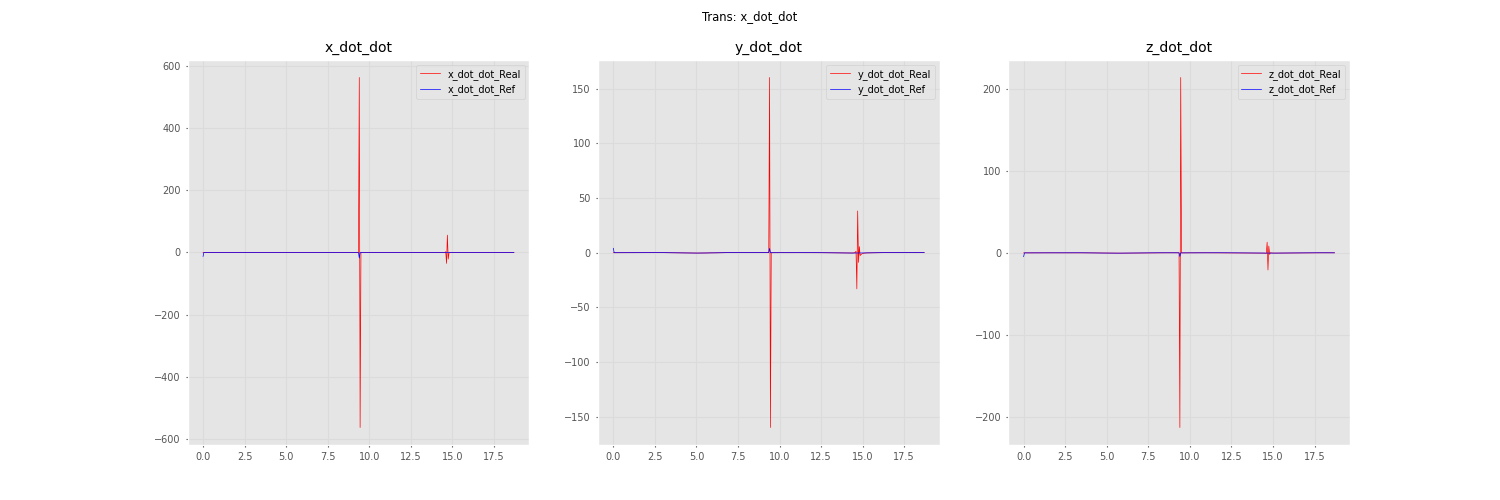 Trans: x_dot_dot
x_dot_dot
y_dot_dot
z_dot_dot
x_dot_dot_Real
x_dot_dot_Ref
y_dot_dot_Real
y_dot_dot_Ref
z_dot_dot_Real
z_dot_dot_Ref
600
400
200
0
−200
−400
−600
0.0 2.5 5.0 7.5 10.0 12.5 15.0 17.5
150
100
50
0
−50
−100
−150
0.0 2.5 5.0 7.5 10.0 12.5 15.0 17.5
200
100
0
−100
−200
0.0 2.5 5.0 7.5 10.0 12.5 15.0 17.5